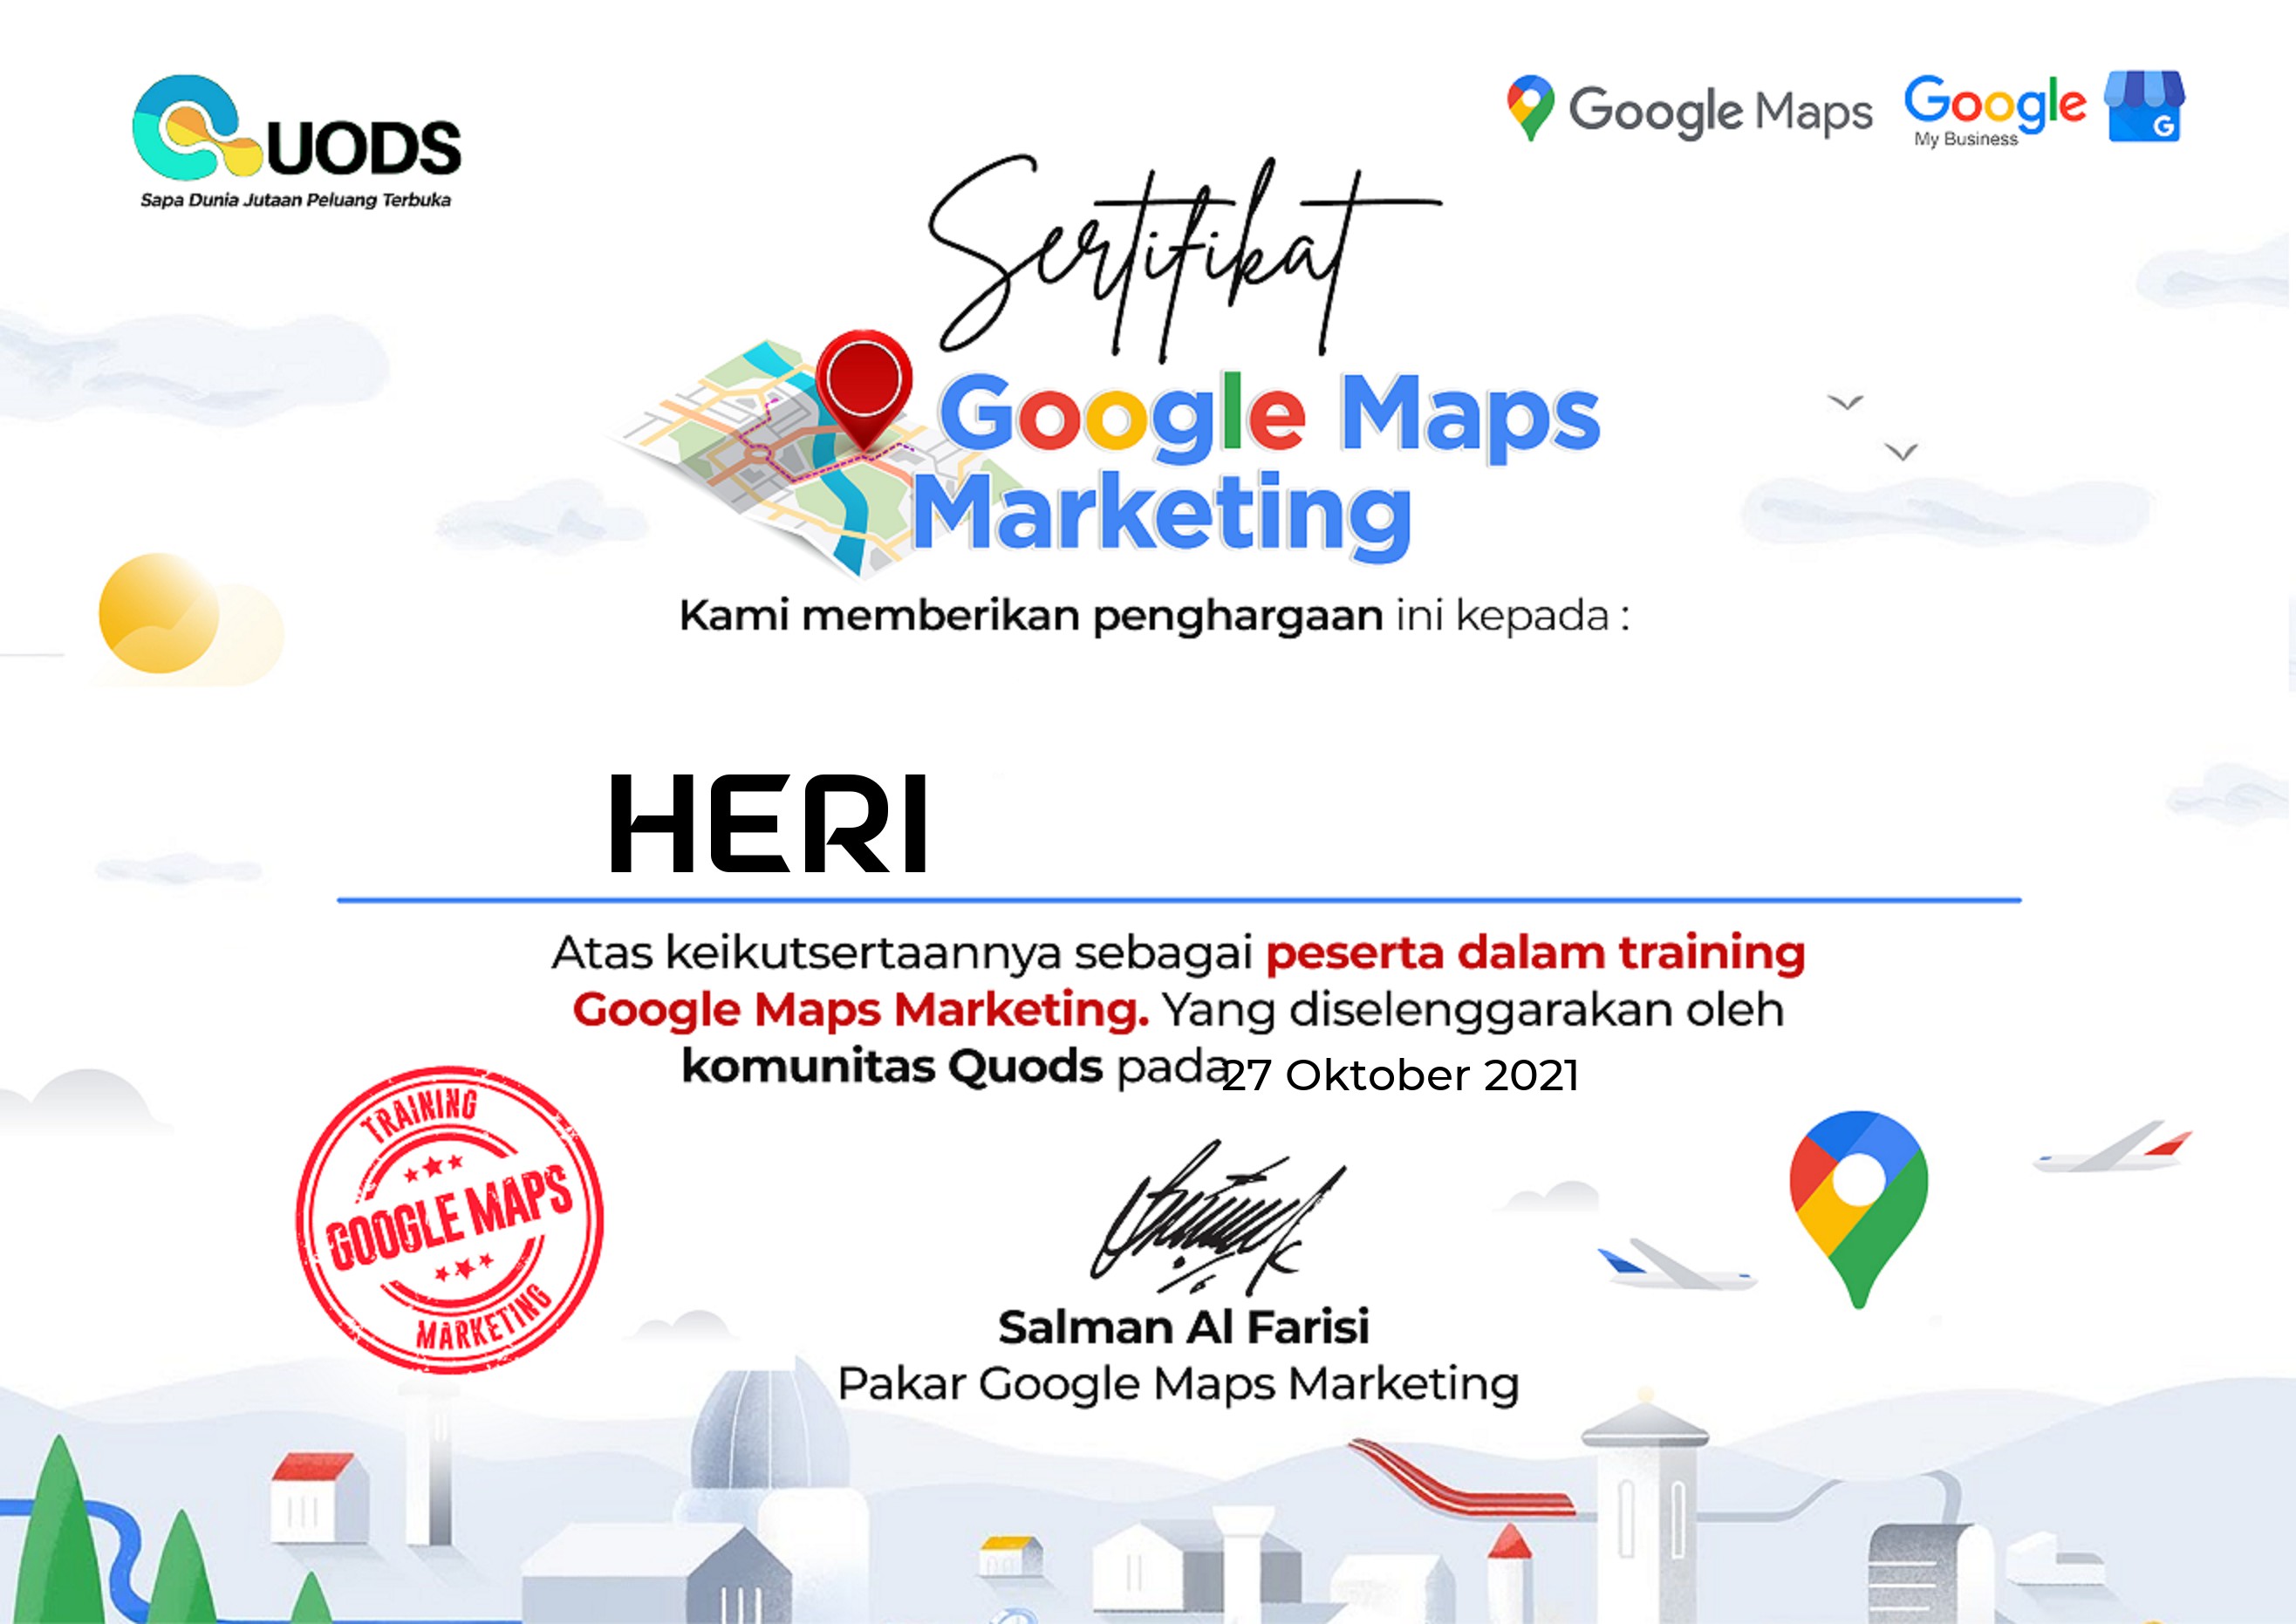 QUODS
Sapa Dunia Jutaan Peluang Terbuka
Google Maps
Google
My Business
G
Sertifikat
Google Maps
Marketing
Kami memberikan penghargaan ini kepada :
HERI
Atas keikutsertaannya sebagai peserta dalam training
Google Maps Marketing. Yang diselenggarakan oleh
komunitas Quods pada 27 Oktober 2021
TRAINING
GOOGLE MAPS
MARKETING
Salman Al Farisi
Pakar Google Maps Marketing